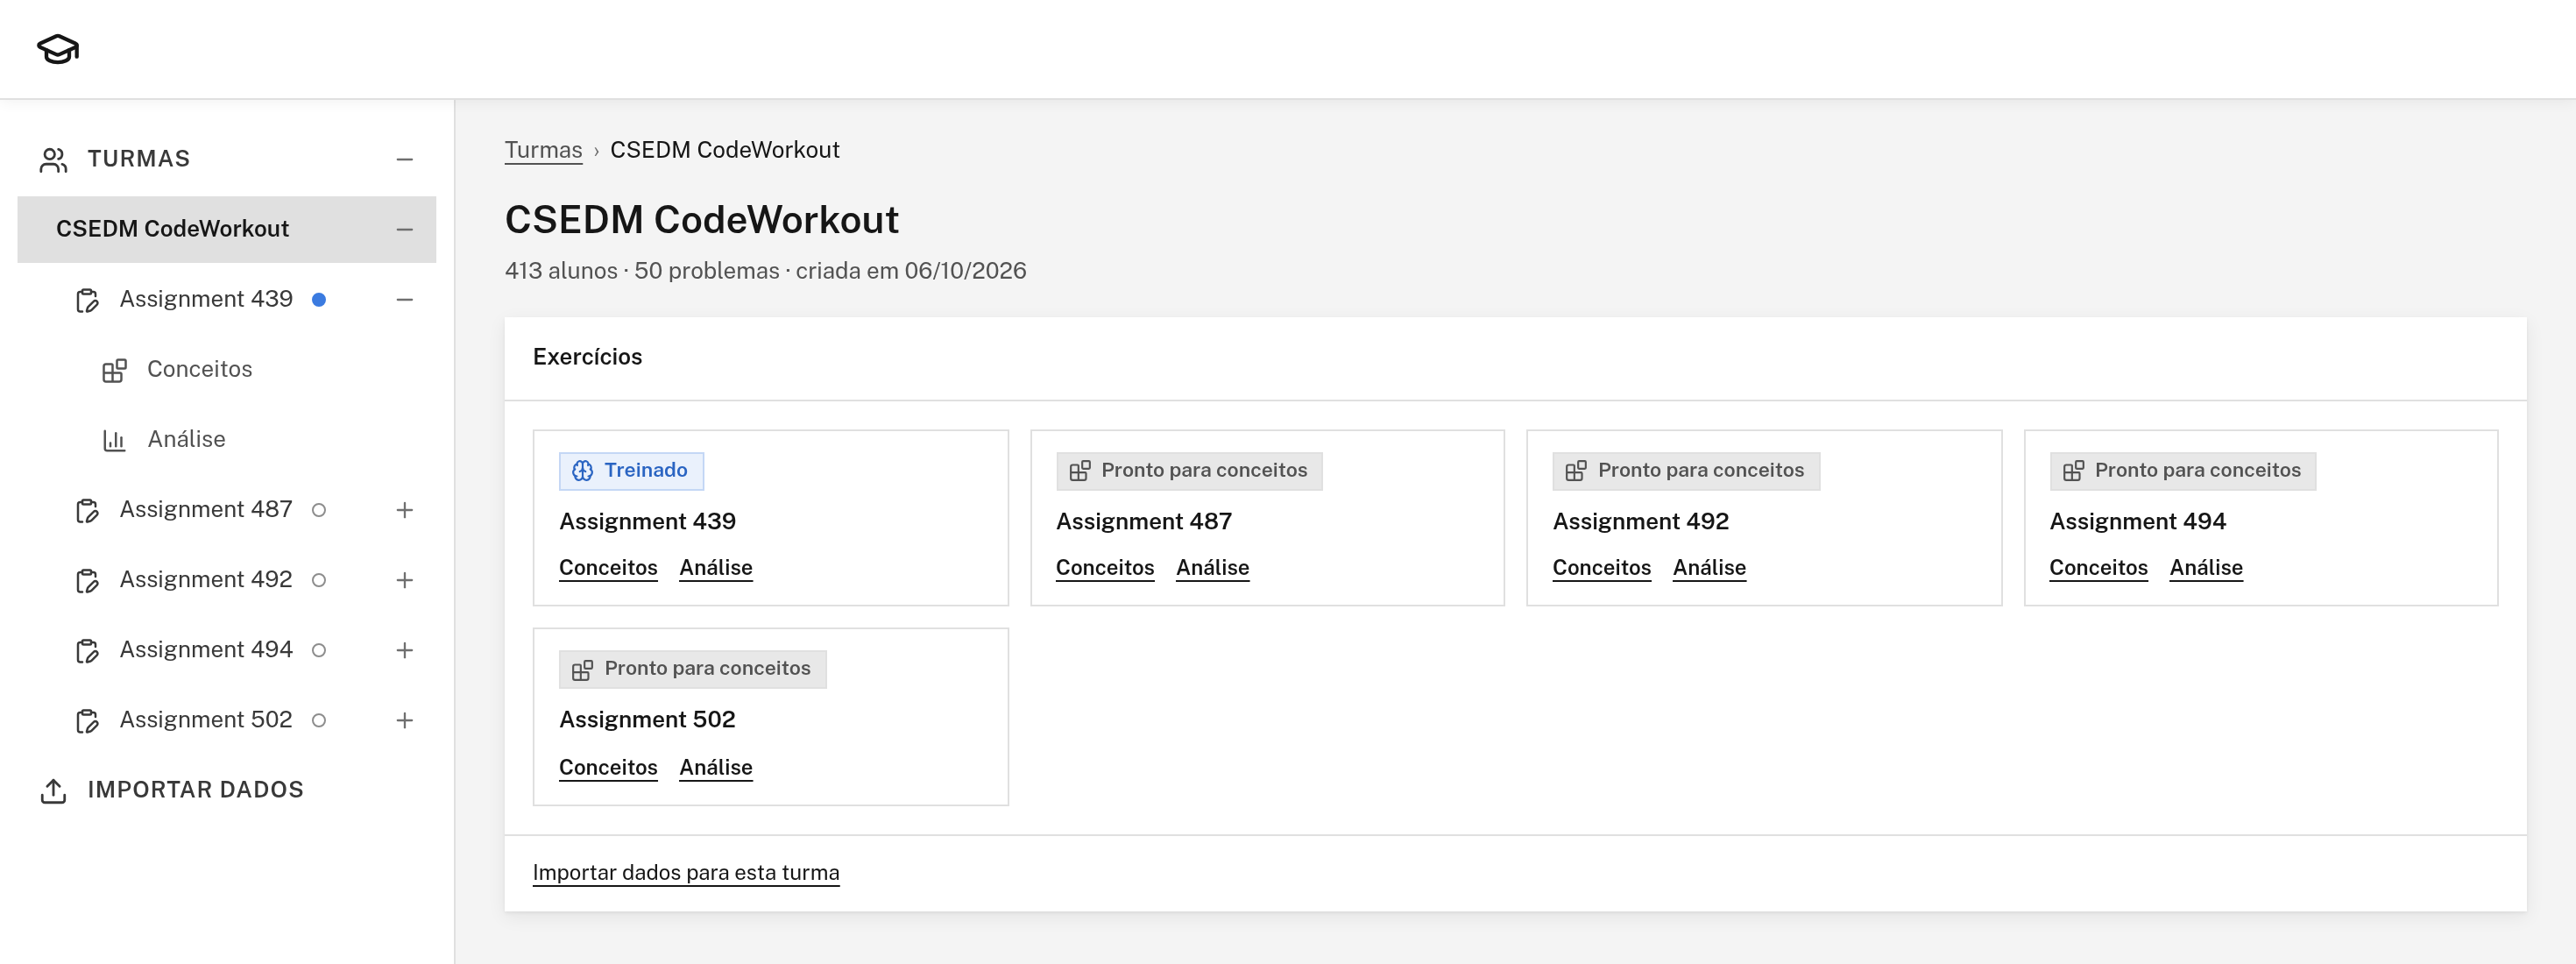 TURMAS
CSEDM CodeWorkout
Assignment 439
Conceitos
Análise
Assignment 487
Assignment 492
Assignment 494
Assignment 502
IMPORTAR DADOS
Turmas › CSEDM CodeWorkout
CSEDM CodeWorkout
413 alunos · 50 problemas · criada em 06/10/2026
Exercícios
Treinado
Assignment 439
Conceitos Análise
Pronto para conceitos
Assignment 487
Conceitos Análise
Pronto para conceitos
Assignment 492
Conceitos Análise
Pronto para conceitos
Assignment 494
Conceitos Análise
Pronto para conceitos
Assignment 502
Conceitos Análise
Importar dados para esta turma